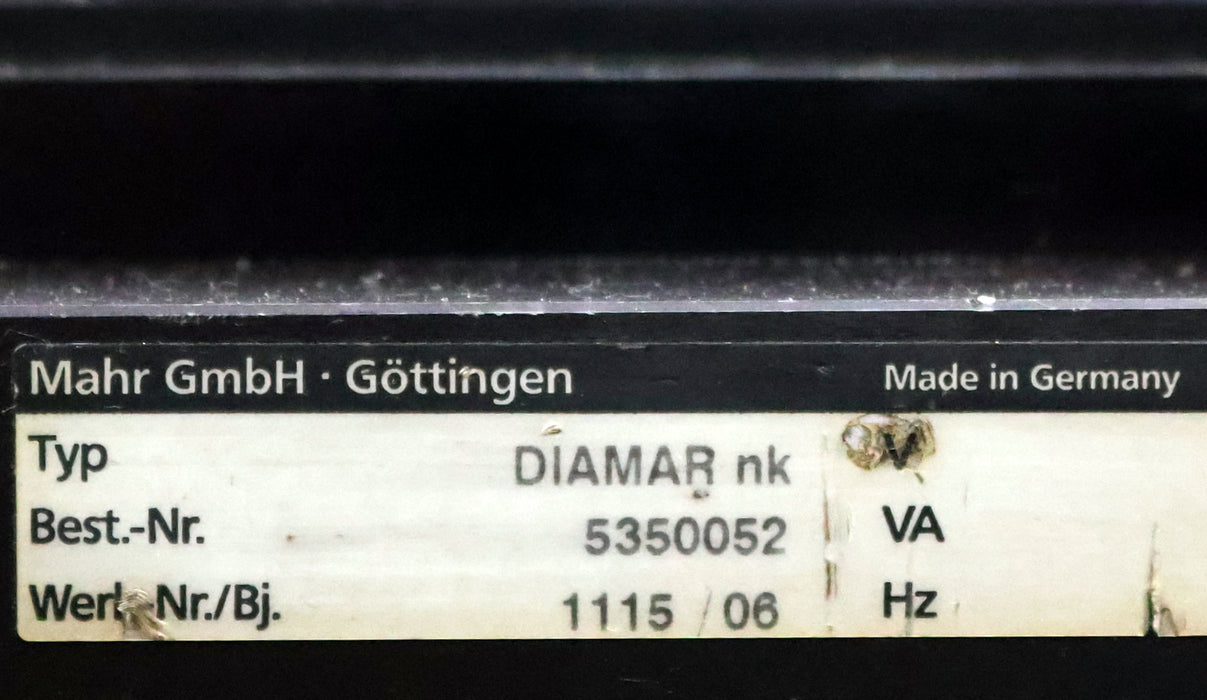 Mahr GmbH · Göttingen Made in Germany
Typ DIAMAR nk V
Best.-Nr. 5350052 VA
Werk-Nr./Bj. 1115 / 06 Hz